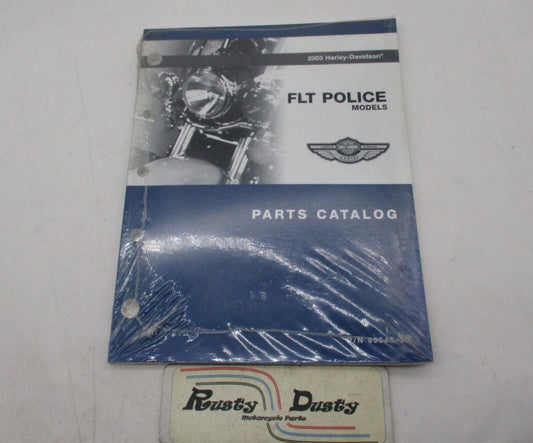 2003 Harley-Davidson®
FLT POLICE
MODELS
PARTS CATALOG
P/N
Rusty Dusty
Motorcycle Parts